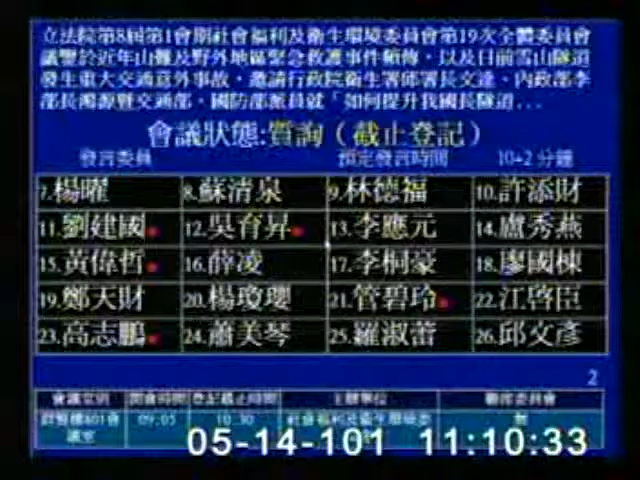 立法院第8屆第1會期社會福利及衛生環境委員會第19次全體委員會
議鑒於近年山難及野外地區緊急救護事件頻傳，以及日前雪山隧道
發生重大交通意外事故，邀請行政院衛生署邱署長文達、內政部李
部長鴻源暨交通部、國防部派員就「如何提升我國長隧道...
會議狀態:質詢（截止登記）
發言委員 預定發言時間 10+2 分鐘
7.楊曜 8.蘇清泉 9.林德福 10.許添財
11.劉建國 12.吳育昇 13.李應元 14.盧秀燕
15.黃偉哲 16.薛凌 17.李桐豪 18.廖國棟
19.鄭天財 20.楊瓊瓔 21.管碧玲 22.江啓臣
23.高志鵬 24.蕭美琴 25.羅淑蕾 26.邱文彥
2
會議室別 開會時間 登記截止時間 主辦單位 聯席委員會
群賢樓801會 09:05 10:30 社會福利及衛生環境委 無
議室
05-14-101 11:10:33